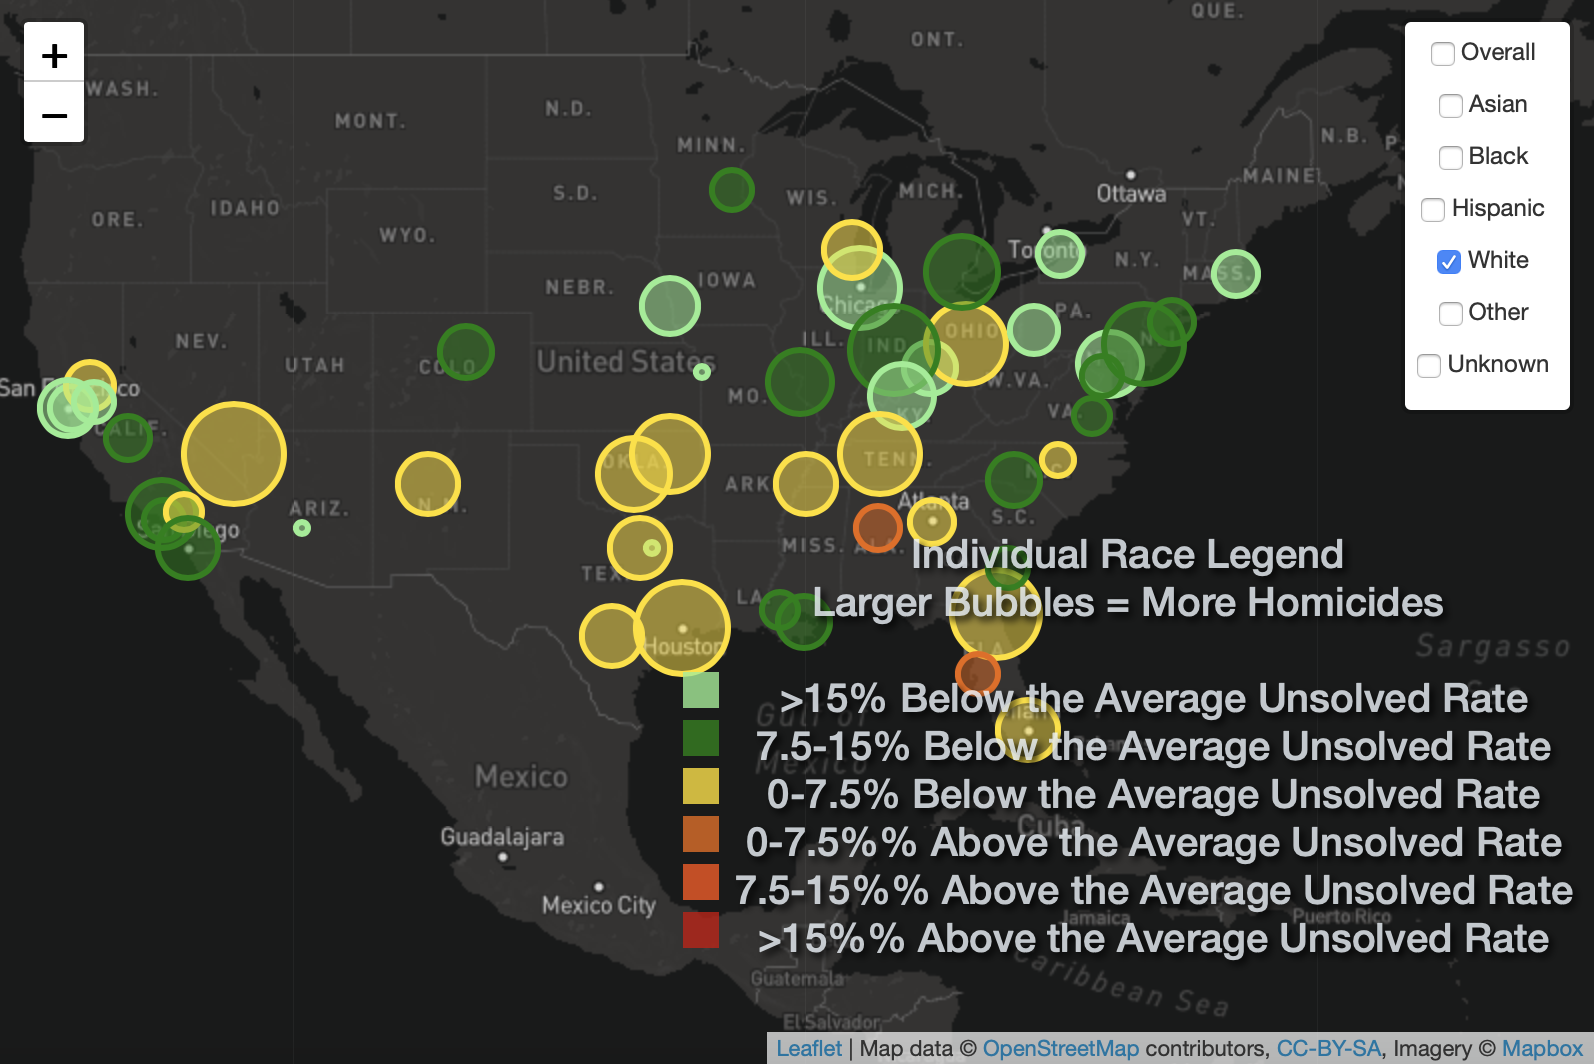 +
−
Overall
Asian
Black
Hispanic
White
Other
Unknown
QUE.
ONT.
WASH.
MONT.
N.D.
MINN.
N.B.
MAINE
Ottawa
S.D.
WIS.
MICH.
ORE.
IDAHO
VT.
WYO.
Toronto
N.Y.
MASS.
NEBR.
IOWA
Chicago
PA.
NEV.
ILL.
IND.
OHIO
UTAH
COLO.
United States
W.VA.
San Francisco
MO.
KY.
VA.
CALIF.
OKLA.
TENN.
ARK.
N.C.
ARIZ.
N.M.
Atlanta
S.C.
San Diego
MISS.
ALA.
TEX.
LA.
Houston
FLA.
Miami
Individual Race Legend
Larger Bubbles = More Homicides
>15% Below the Average Unsolved Rate
7.5-15% Below the Average Unsolved Rate
0-7.5% Below the Average Unsolved Rate
0-7.5%% Above the Average Unsolved Rate
7.5-15%% Above the Average Unsolved Rate
>15%% Above the Average Unsolved Rate
Sargasso
Gulf of
Mexico
Mexico
Guadalajara
Mexico City
Cuba
Jamaica
Puerto Rico
Caribbean Sea
Guatemala
El Salvador
Leaflet | Map data © OpenStreetMap contributors, CC-BY-SA, Imagery © Mapbox